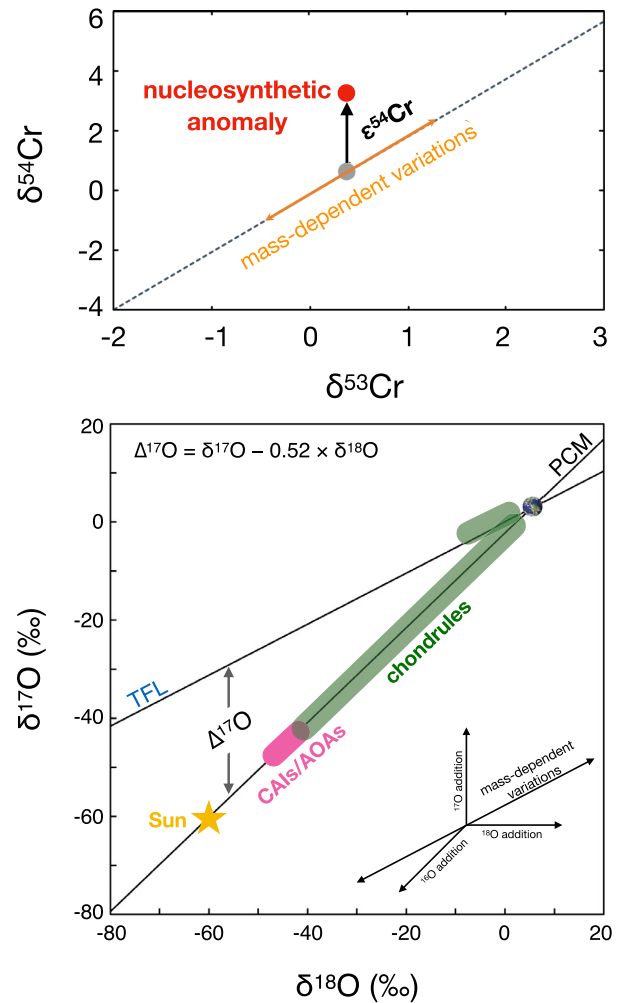 6
4
2
0
-2
-4
δ⁵⁴Cr
nucleosynthetic
anomaly
ε⁵⁴Cr
mass-dependent variations
-2
-1
0
1
2
3
δ⁵³Cr
20
0
-20
-40
-60
-80
δ¹⁷O (‰)
Δ¹⁷O = δ¹⁷O − 0.52 × δ¹⁸O
PCM
TFL
Δ¹⁷O
chondrules
CAIs/AOAs
Sun
¹⁷O addition
mass-dependent
variations
¹⁸O addition
¹⁶O addition
-80
-60
-40
-20
0
20
δ¹⁸O (‰)